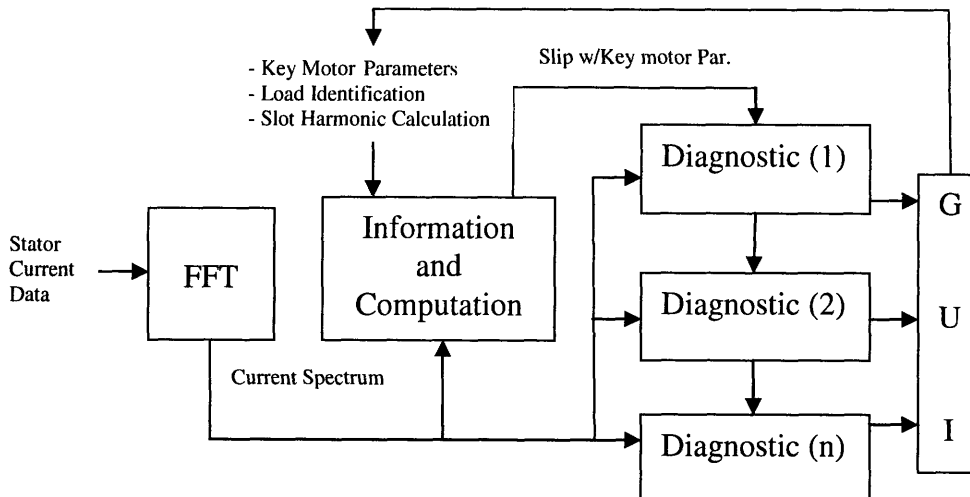 - Key Motor Parameters
- Load Identification
- Slot Harmonic Calculation
Slip w/Key motor Par.
Stator
Current
Data
FFT
Information
and
Computation
Current Spectrum
Diagnostic (1)
Diagnostic (2)
Diagnostic (n)
G
U
I